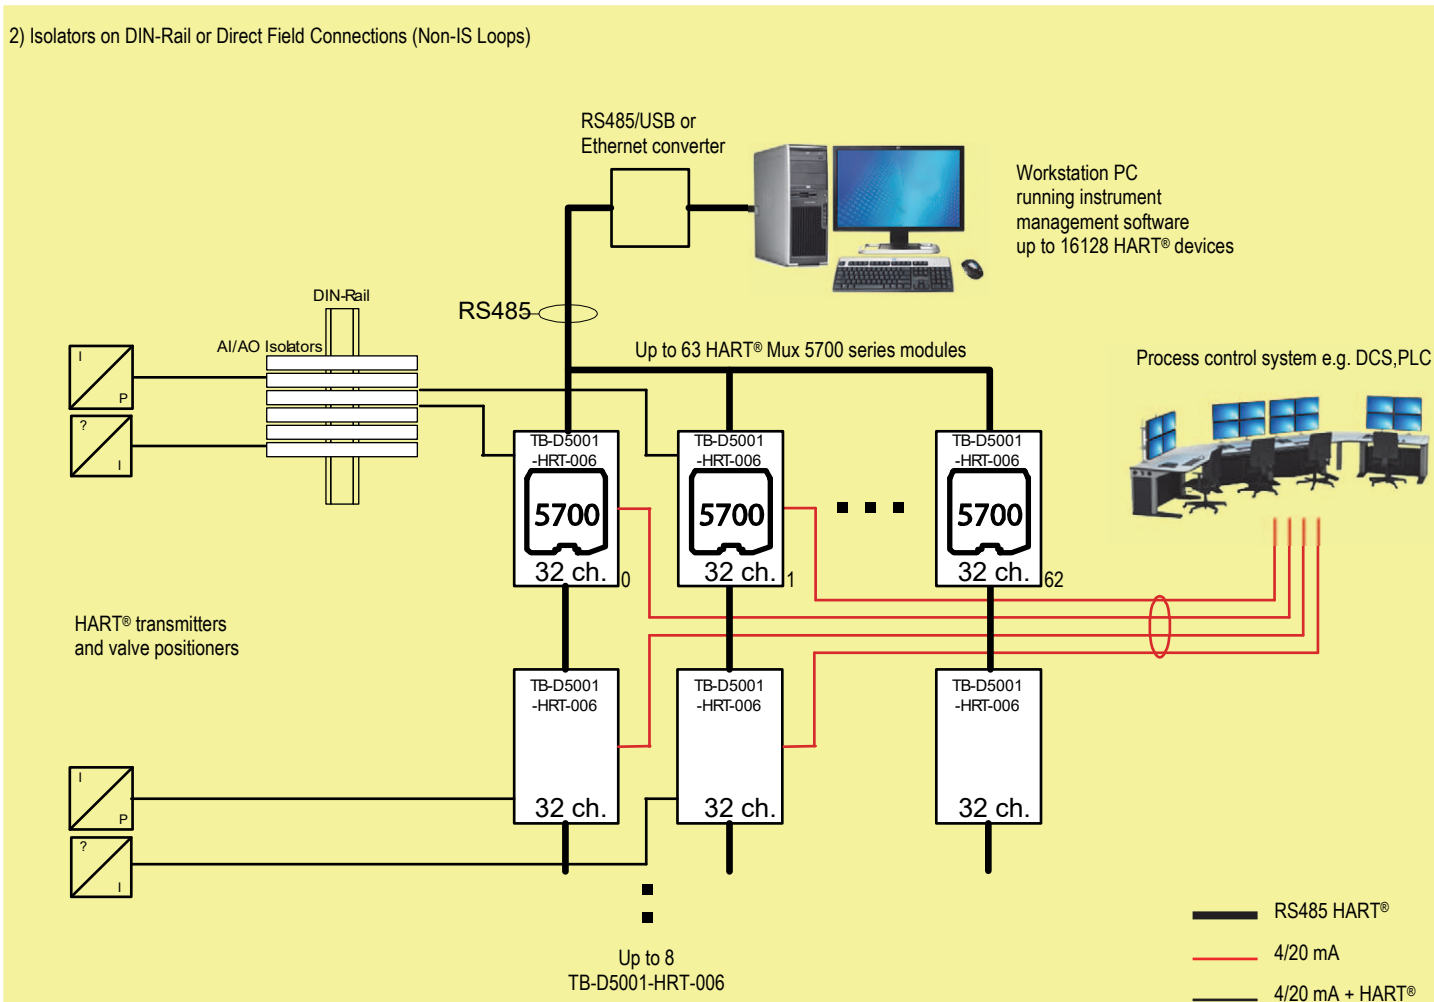 2) Isolators on DIN-Rail or Direct Field Connections (Non-IS Loops)
RS485/USB or
Ethernet converter
Workstation PC
running instrument
management software
up to 16128 HART® devices
DIN-Rail
RS485
AI/AO Isolators
Up to 63 HART® Mux 5700 series modules
Process control system e.g. DCS,PLC
I
P
?
I
TB-D5001
-HRT-006
5700
32 ch.
0
TB-D5001
-HRT-006
5700
32 ch.
1
TB-D5001
-HRT-006
5700
32 ch.
62
HART® transmitters
and valve positioners
TB-D5001
-HRT-006
32 ch.
TB-D5001
-HRT-006
32 ch.
TB-D5001
-HRT-006
32 ch.
I
P
?
I
Up to 8
TB-D5001-HRT-006
RS485 HART®
4/20 mA
4/20 mA + HART®